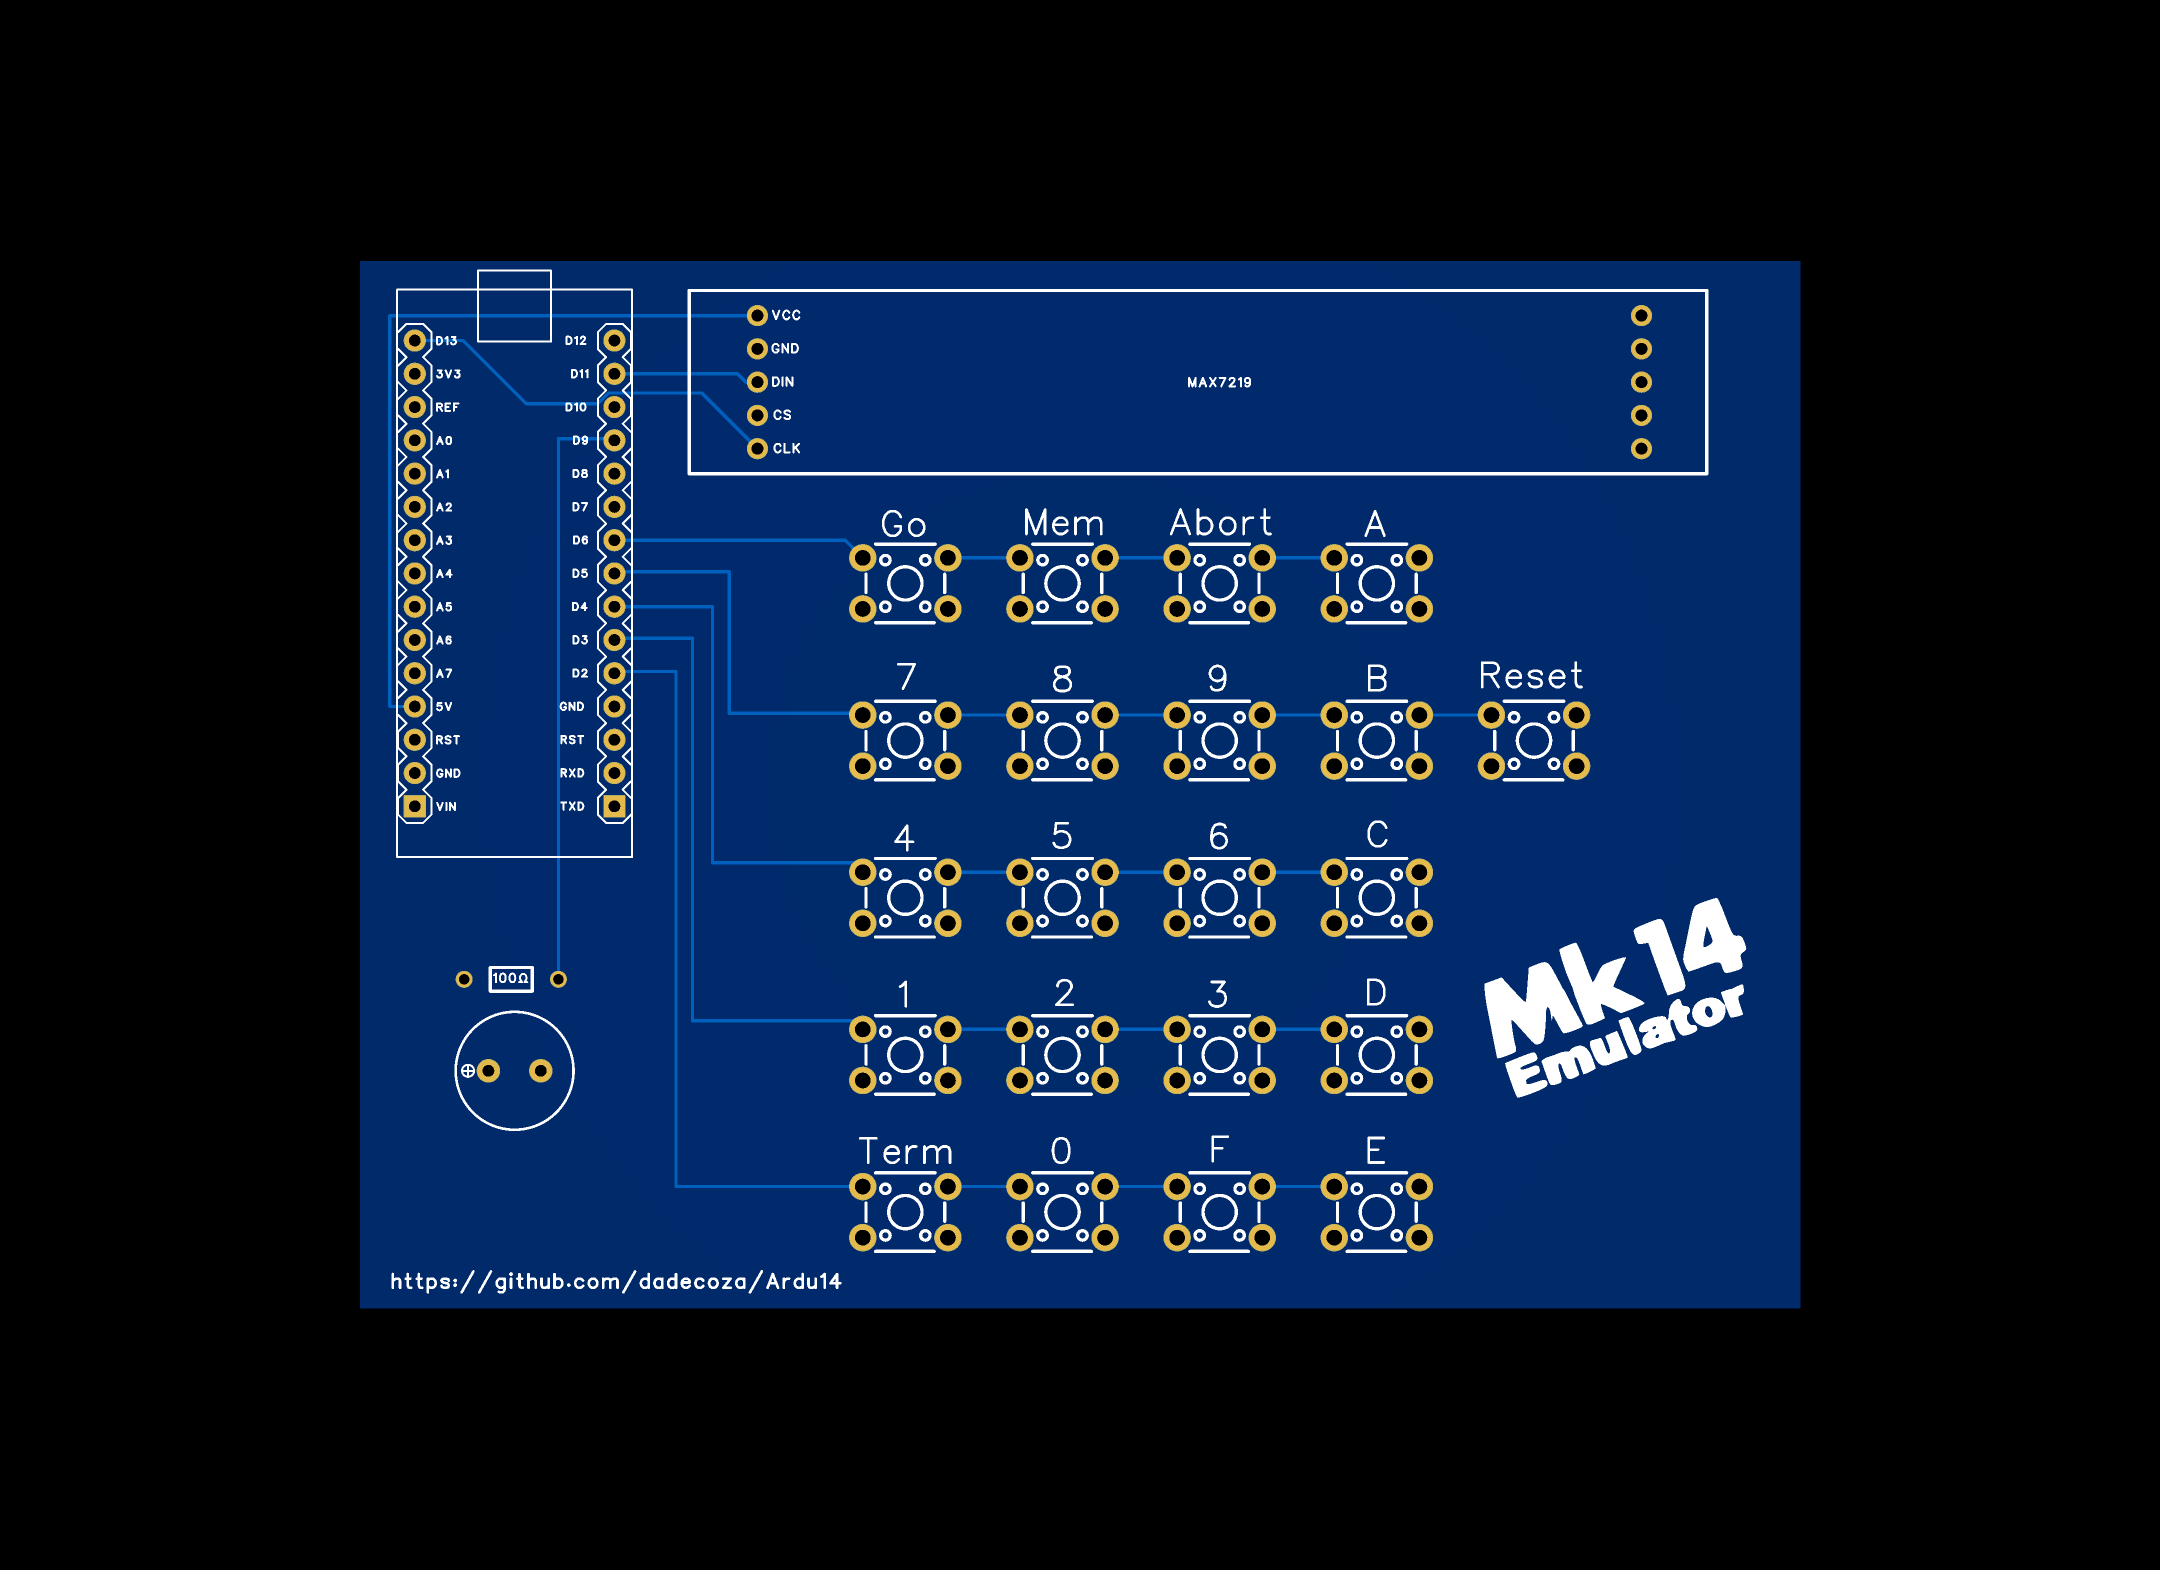 D13 D12
3V3 D11
REF D10
A0 D9
A1 D8
A2 D7
A3 D6
A4 D5
A5 D4
A6 D3
A7 D2
5V GND
RST RST
GND RXD
VIN TXD
VCC
GND
DIN
CS
CLK
MAX7219
Go Mem Abort A
7 8 9 B Reset
4 5 6 C
1 2 3 D
Term 0 F E
100Ω
Mk14
Emulator
https://github.com/dadecoza/Ardu14